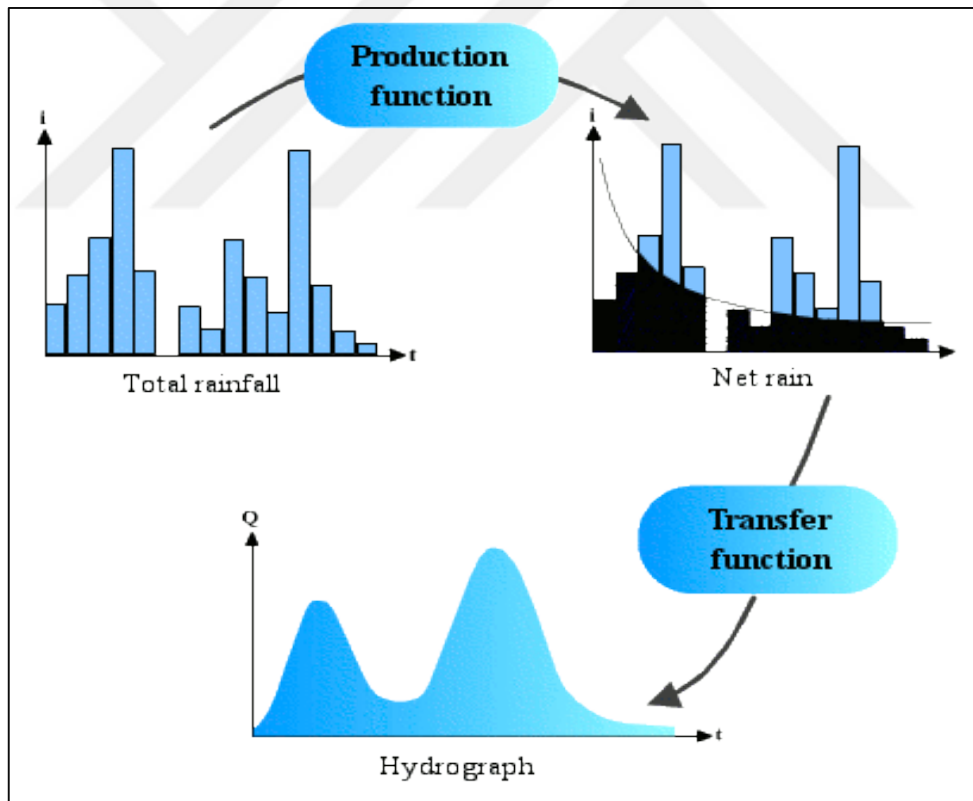 Production
function
i
t
Total rainfall
i
t
Net rain
Transfer
function
Q
t
Hydrograph